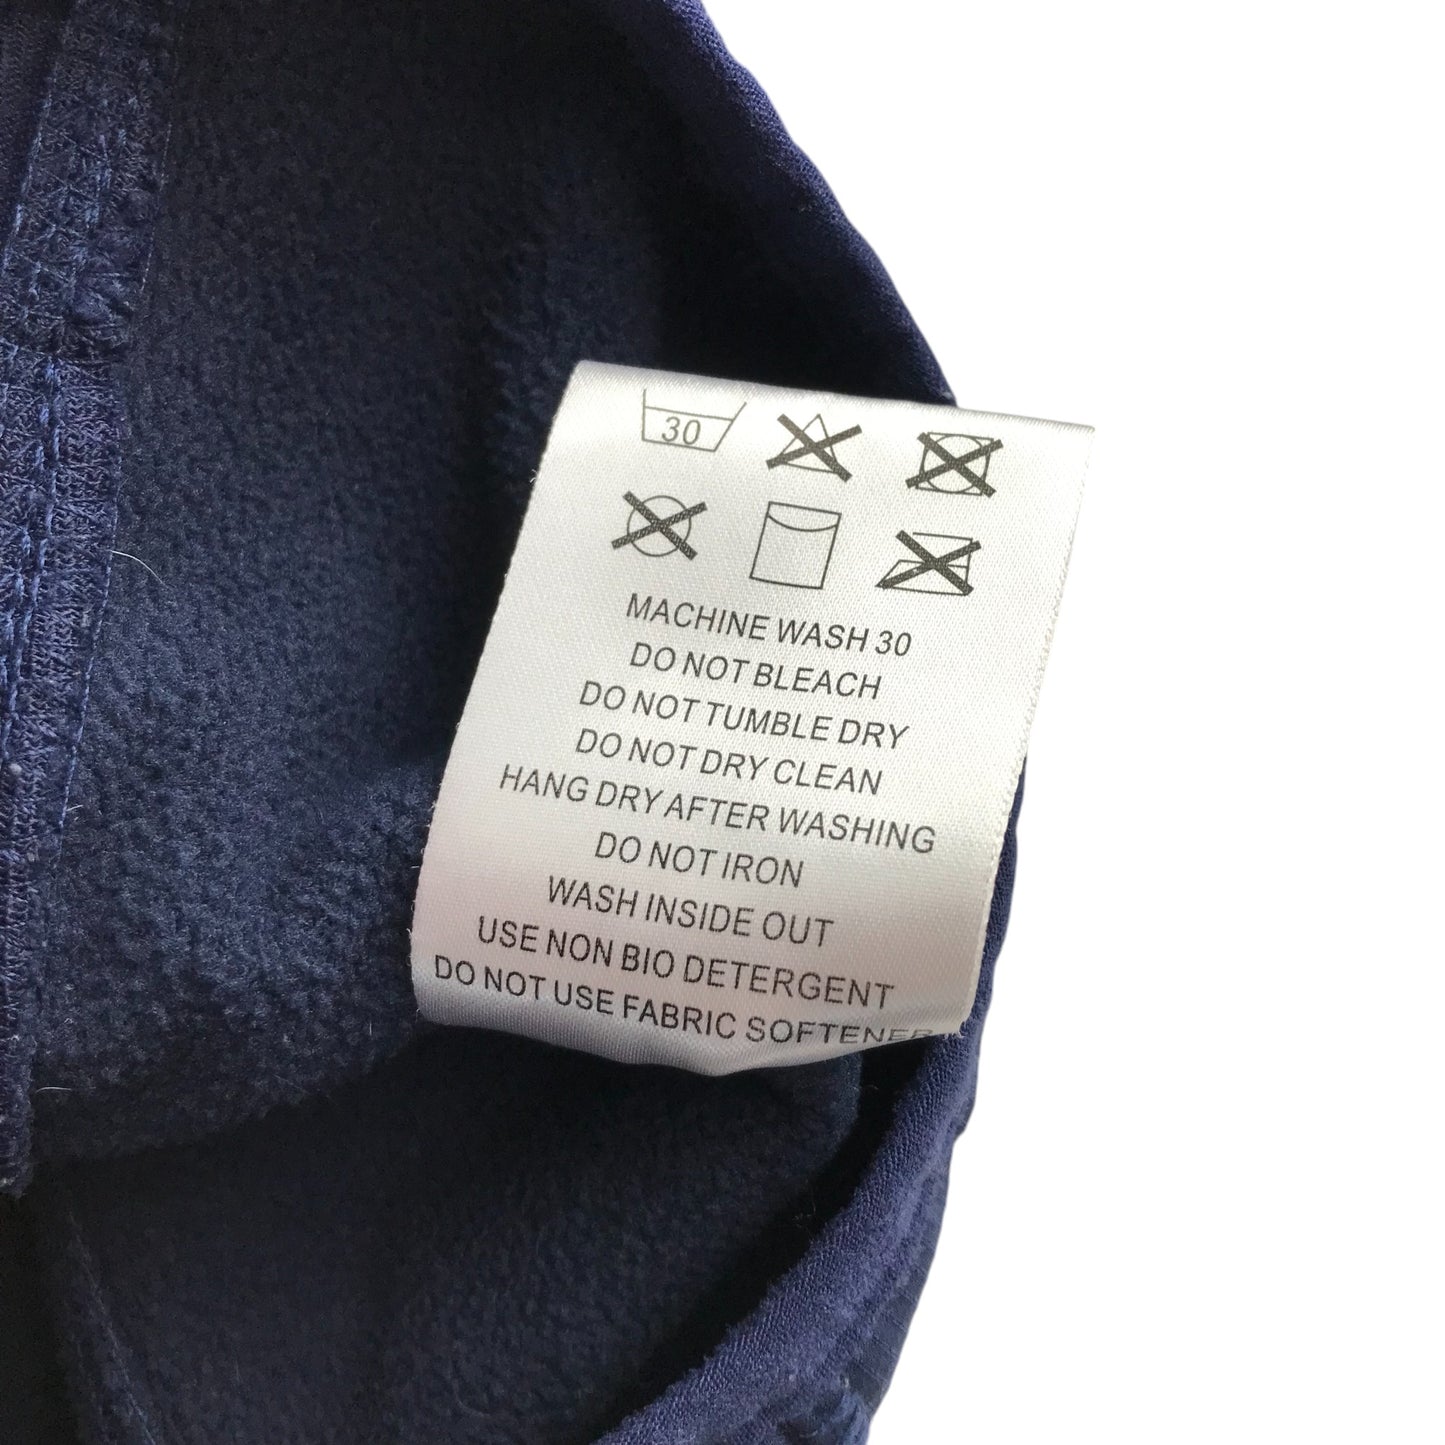 30
MACHINE WASH 30
DO NOT BLEACH
DO NOT TUMBLE DRY
DO NOT DRY CLEAN
HANG DRY AFTER WASHING
DO NOT IRON
WASH INSIDE OUT
USE NON BIO DETERGENT
DO NOT USE FABRIC SOFTENER